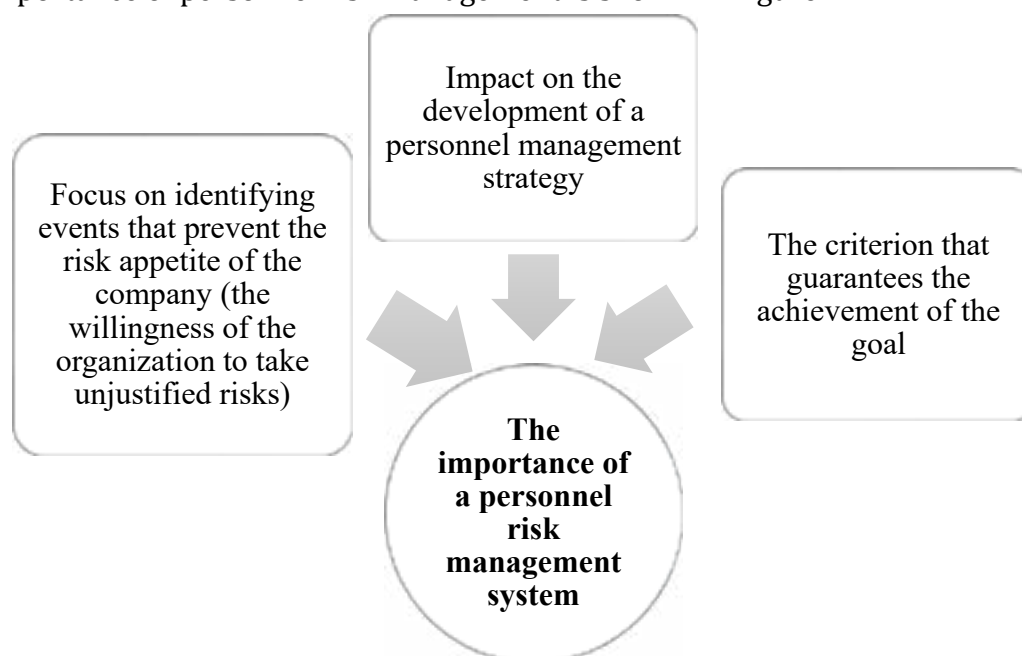 Impact on the
development of a
personnel management
strategy
Focus on identifying
events that prevent the
risk appetite of the
company (the
willingness of the
organization to take
unjustified risks)
The criterion that
guarantees the
achievement of the
goal
The
importance of
a personnel
risk
management
system